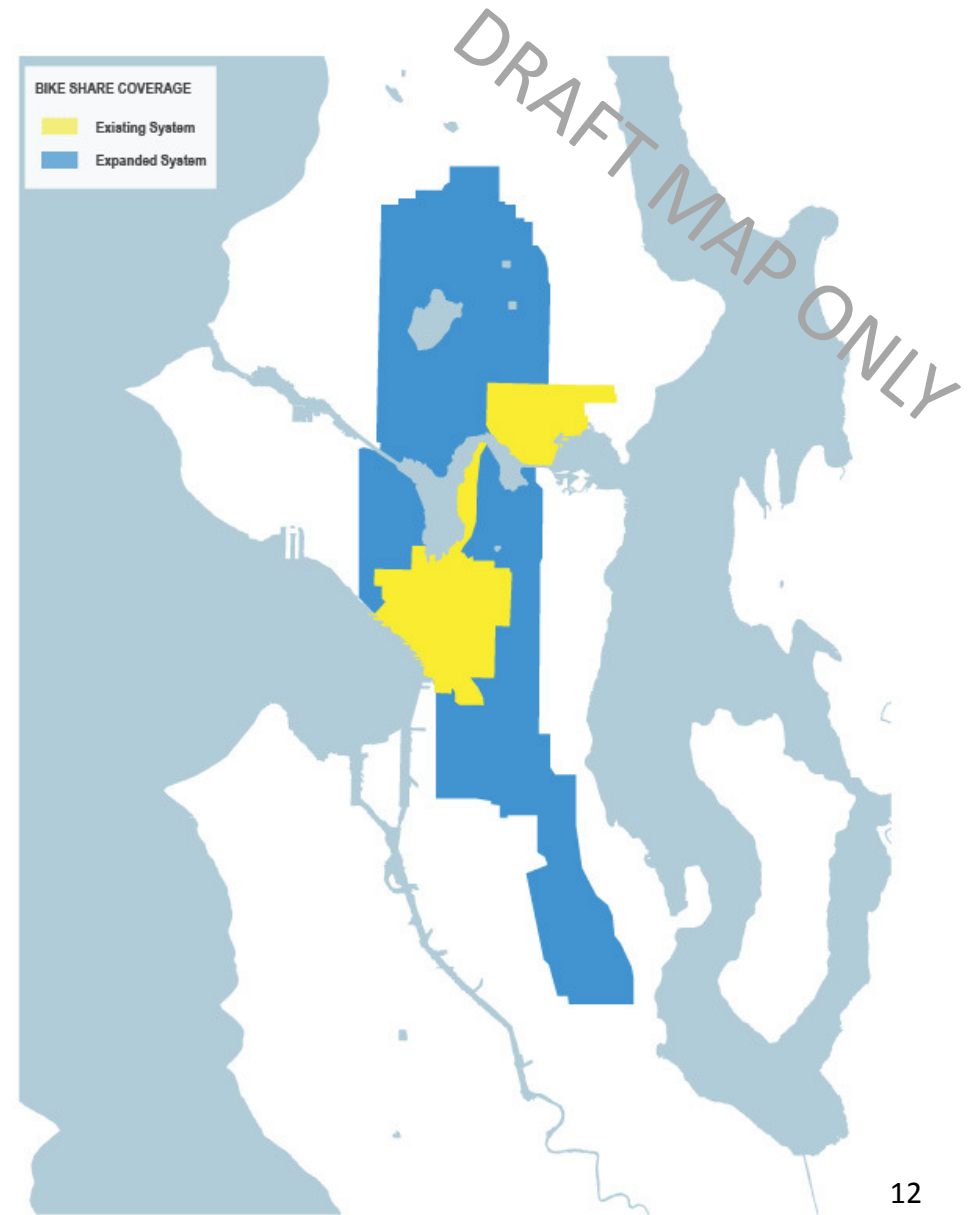 DRAFT MAP ONLY
BIKE SHARE COVERAGE
Existing System
Expanded System
12